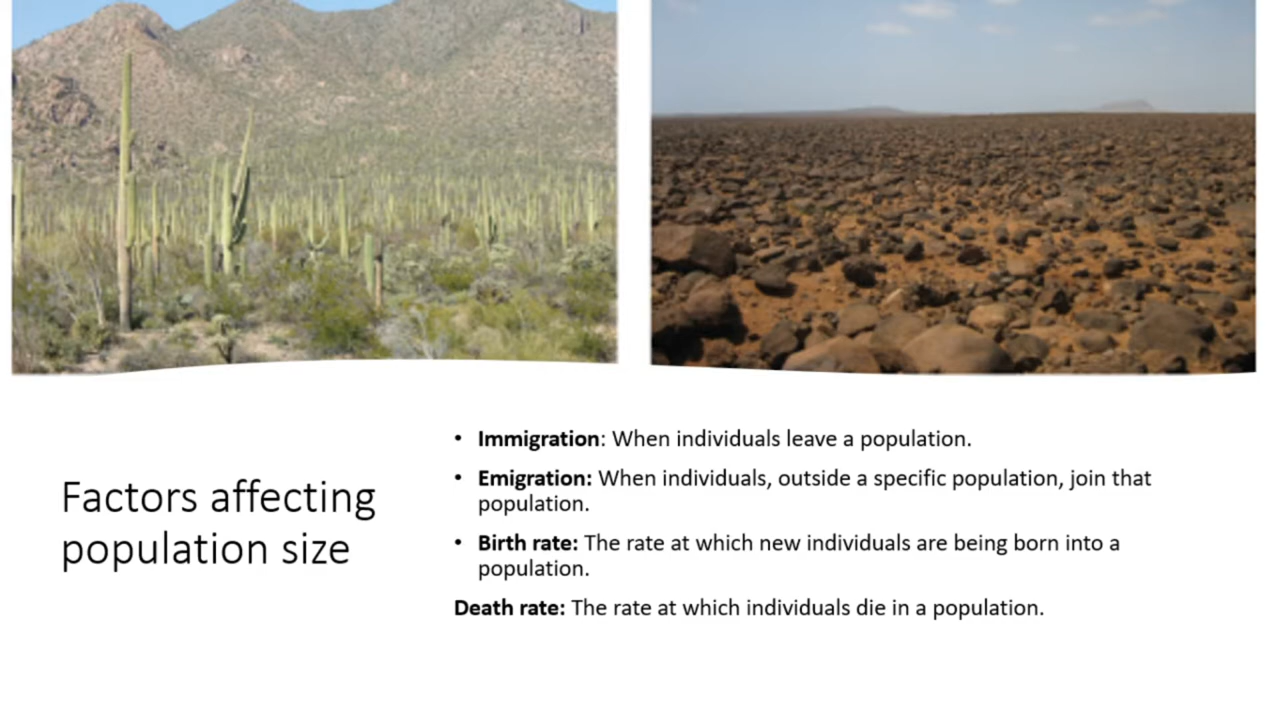 Factors affecting
population size
• Immigration: When individuals leave a population.
• Emigration: When individuals, outside a specific population, join that
population.
• Birth rate: The rate at which new individuals are being born into a
population.
Death rate: The rate at which individuals die in a population.